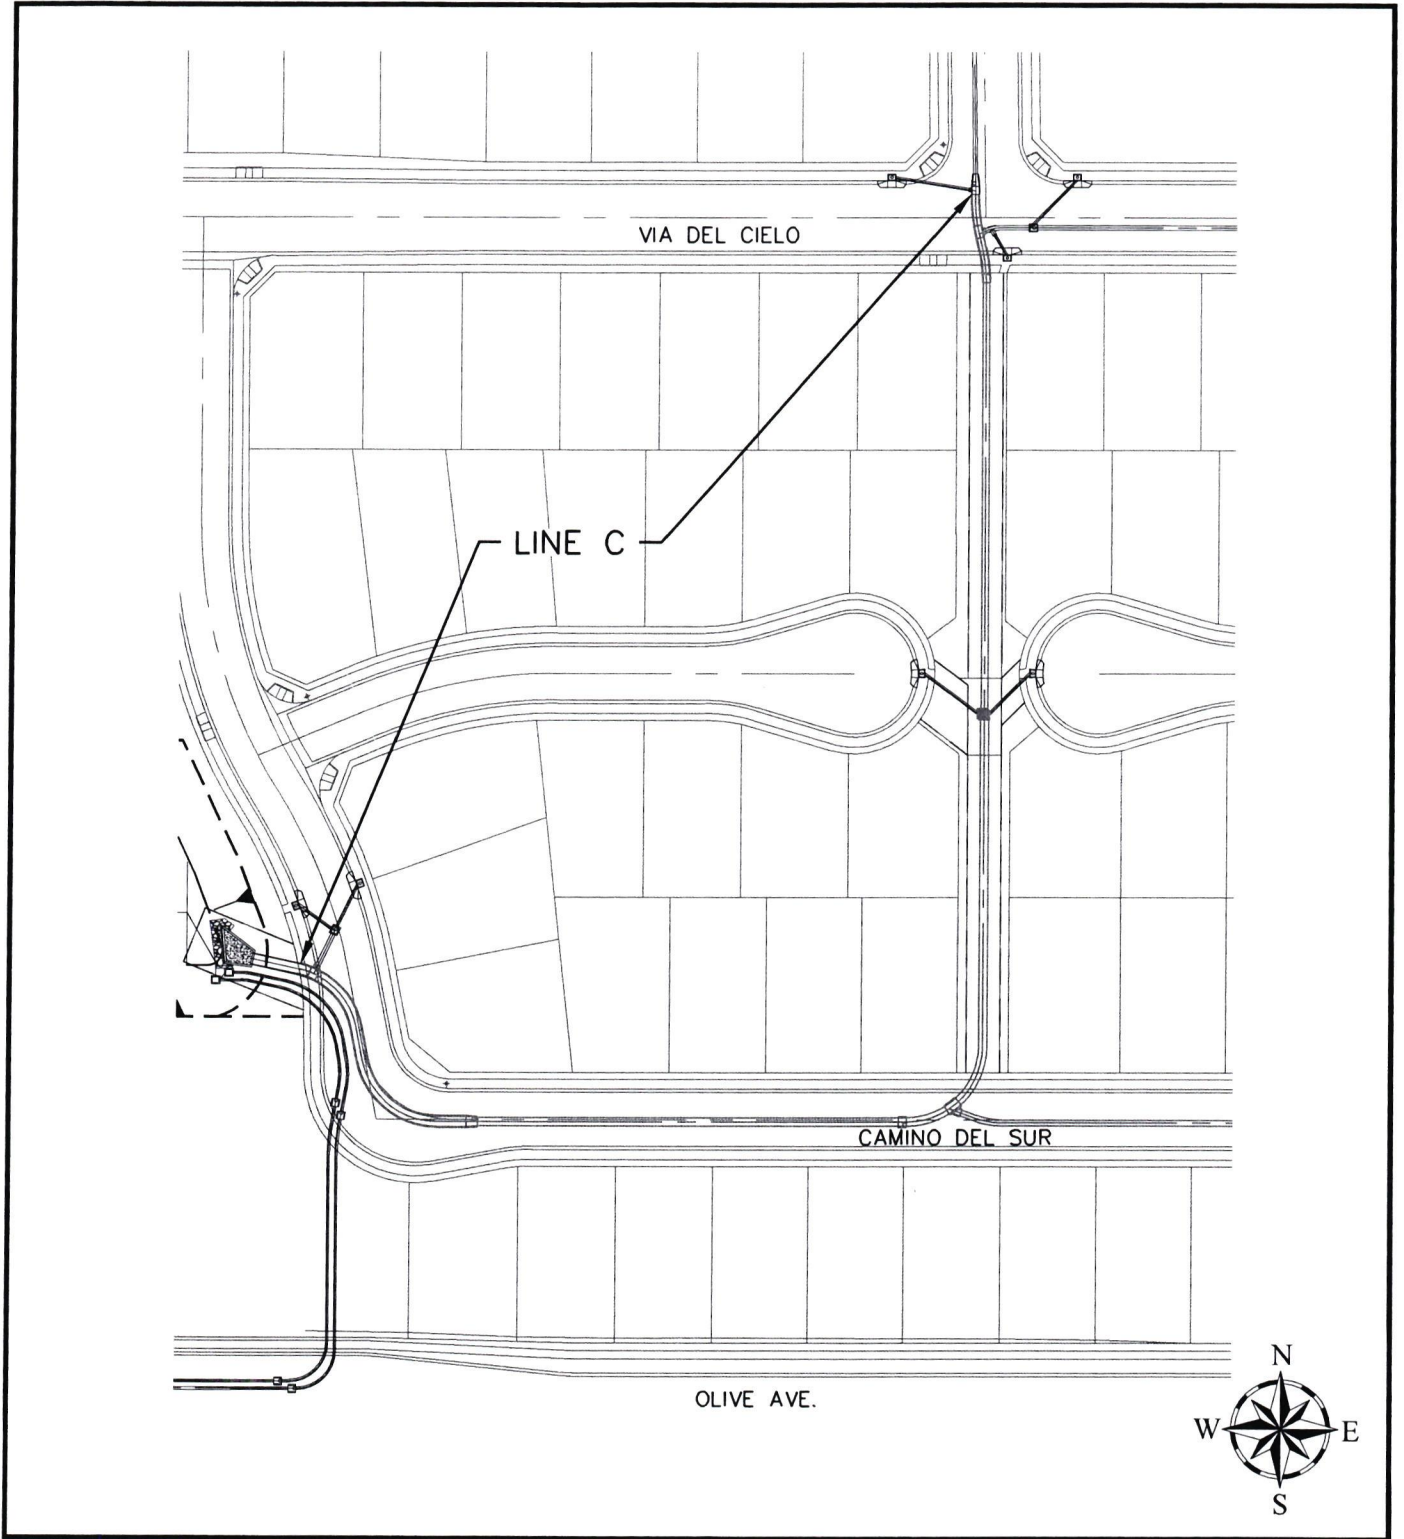 VIA DEL CIELO
LINE C
CAMINO DEL SUR
OLIVE AVE.
N
W E
S